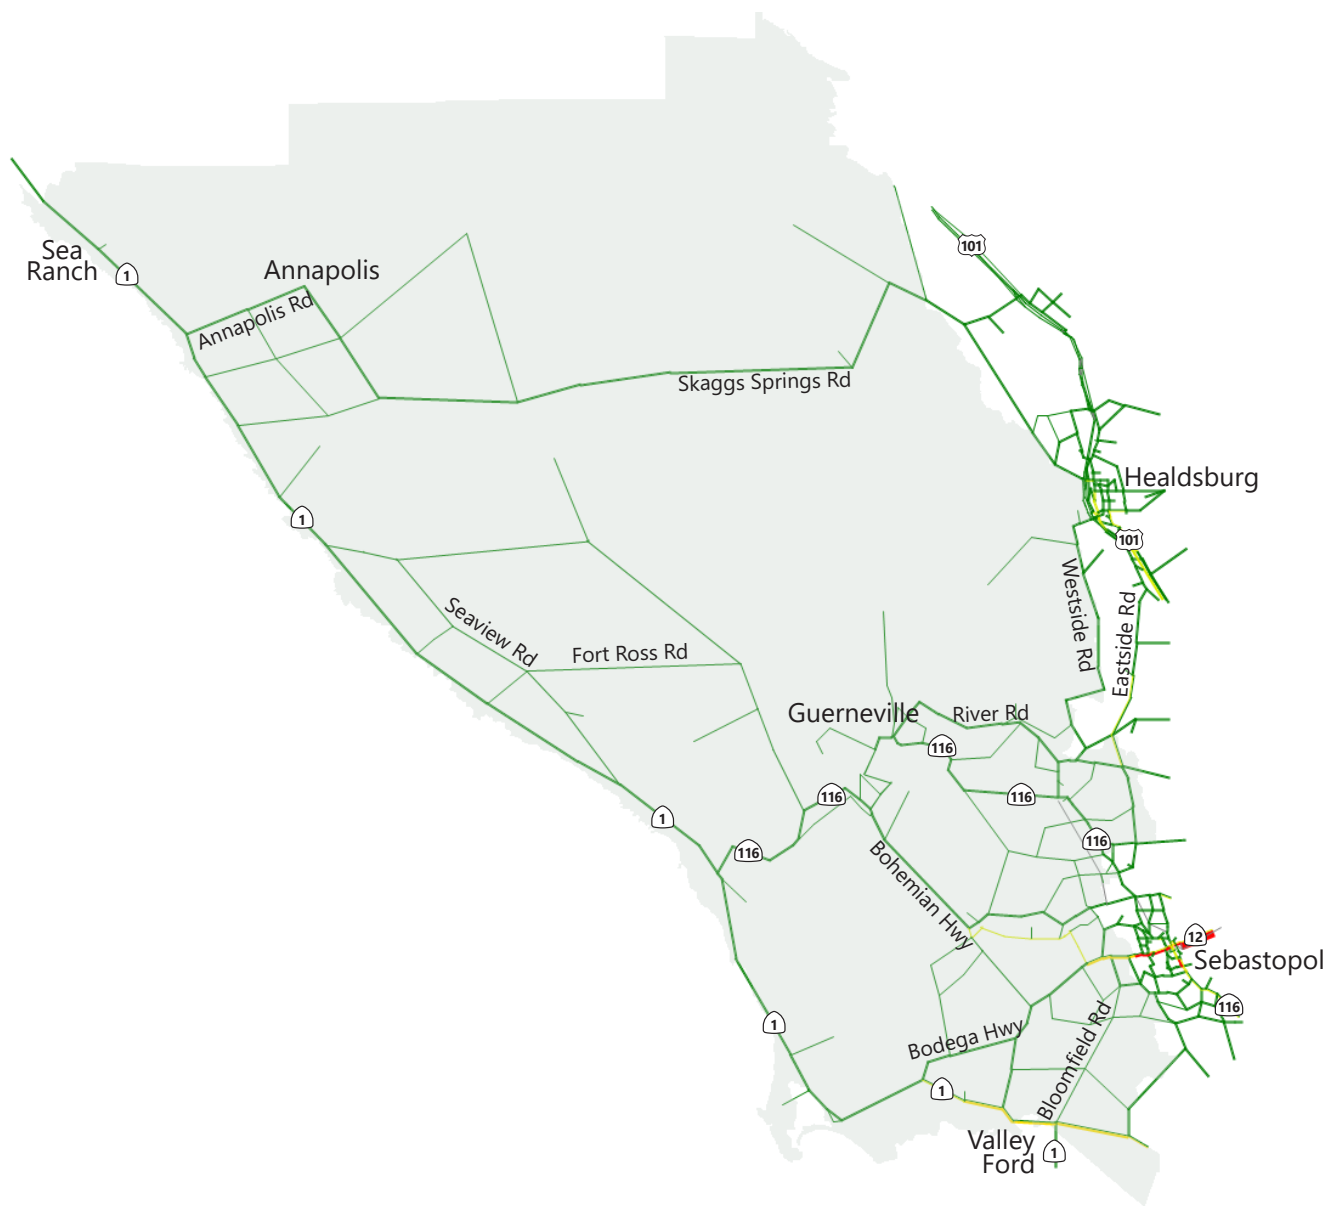 101
Sea
Ranch
1
Annapolis
Annapolis Rd
Skaggs Springs Rd
Healdsburg
1
101
Westside Rd
Eastside Rd
Seaview Rd
Fort Ross Rd
Guerneville
River Rd
116
116
116
1
116
116
Bohemian Hwy
12
Sebastopol
116
1
Bodega Hwy
Bloomfield Rd
1
Valley
Ford
1